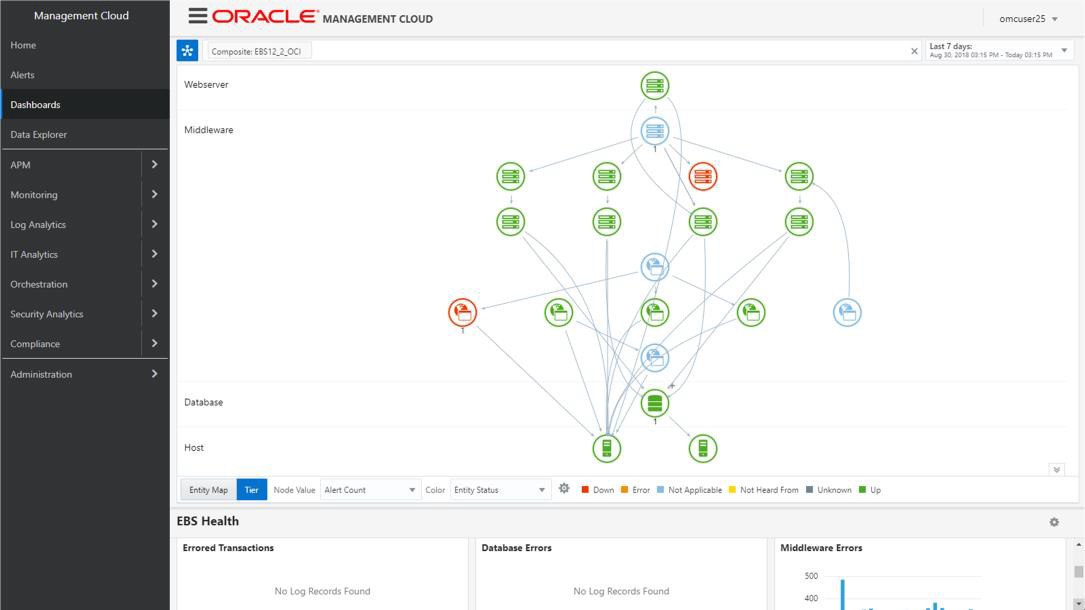 Management Cloud
ORACLE® MANAGEMENT CLOUD
omcuser25
Home
Alerts
Dashboards
Data Explorer
APM
Monitoring
Log Analytics
IT Analytics
Orchestration
Security Analytics
Compliance
Administration
Composite: EBS12_2_OCI
Last 7 days:
Aug 30, 2018 03:15 PM - Today 03:15 PM
Webserver
Middleware
1
1
Database
1
Host
Entity Map Tier Node Value Alert Count Color Entity Status Down Error Not Applicable Not Heard From Unknown Up
EBS Health
Errored Transactions
No Log Records Found
Database Errors
No Log Records Found
Middleware Errors
500
400